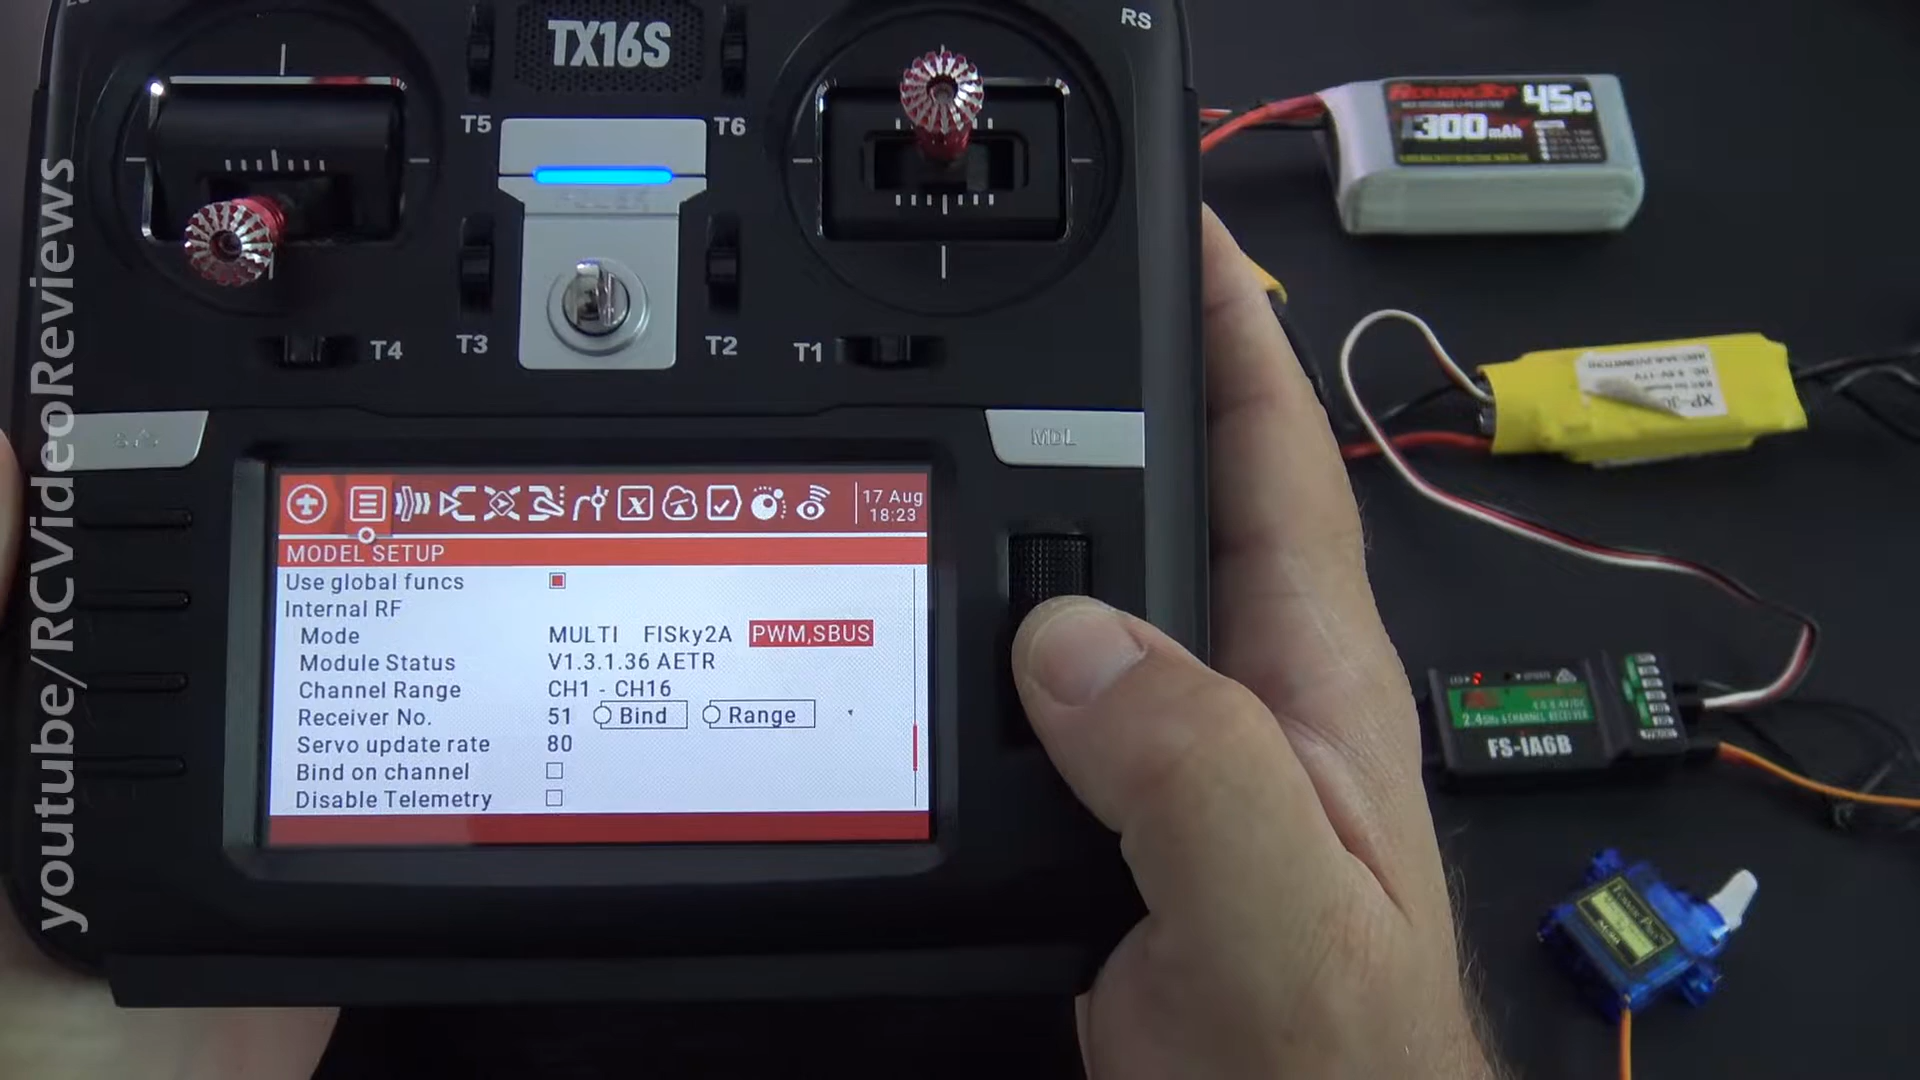 RS
TX16S
T5
T6
T4
T3
T2
T1
MDL
youtube/RCVideoReviews
17 Aug
18:23
MODEL SETUP
Use global funcs
Internal RF
Mode MULTI FlSky2A PWM,SBUS
Module Status V1.3.1.36 AETR
Channel Range CH1 - CH16
Receiver No. 51 Bind Range
Servo update rate 80
Bind on channel
Disable Telemetry
45C
1300mAh
2.4GHz 6 CHANNEL RECEIVER
FS-iA6B